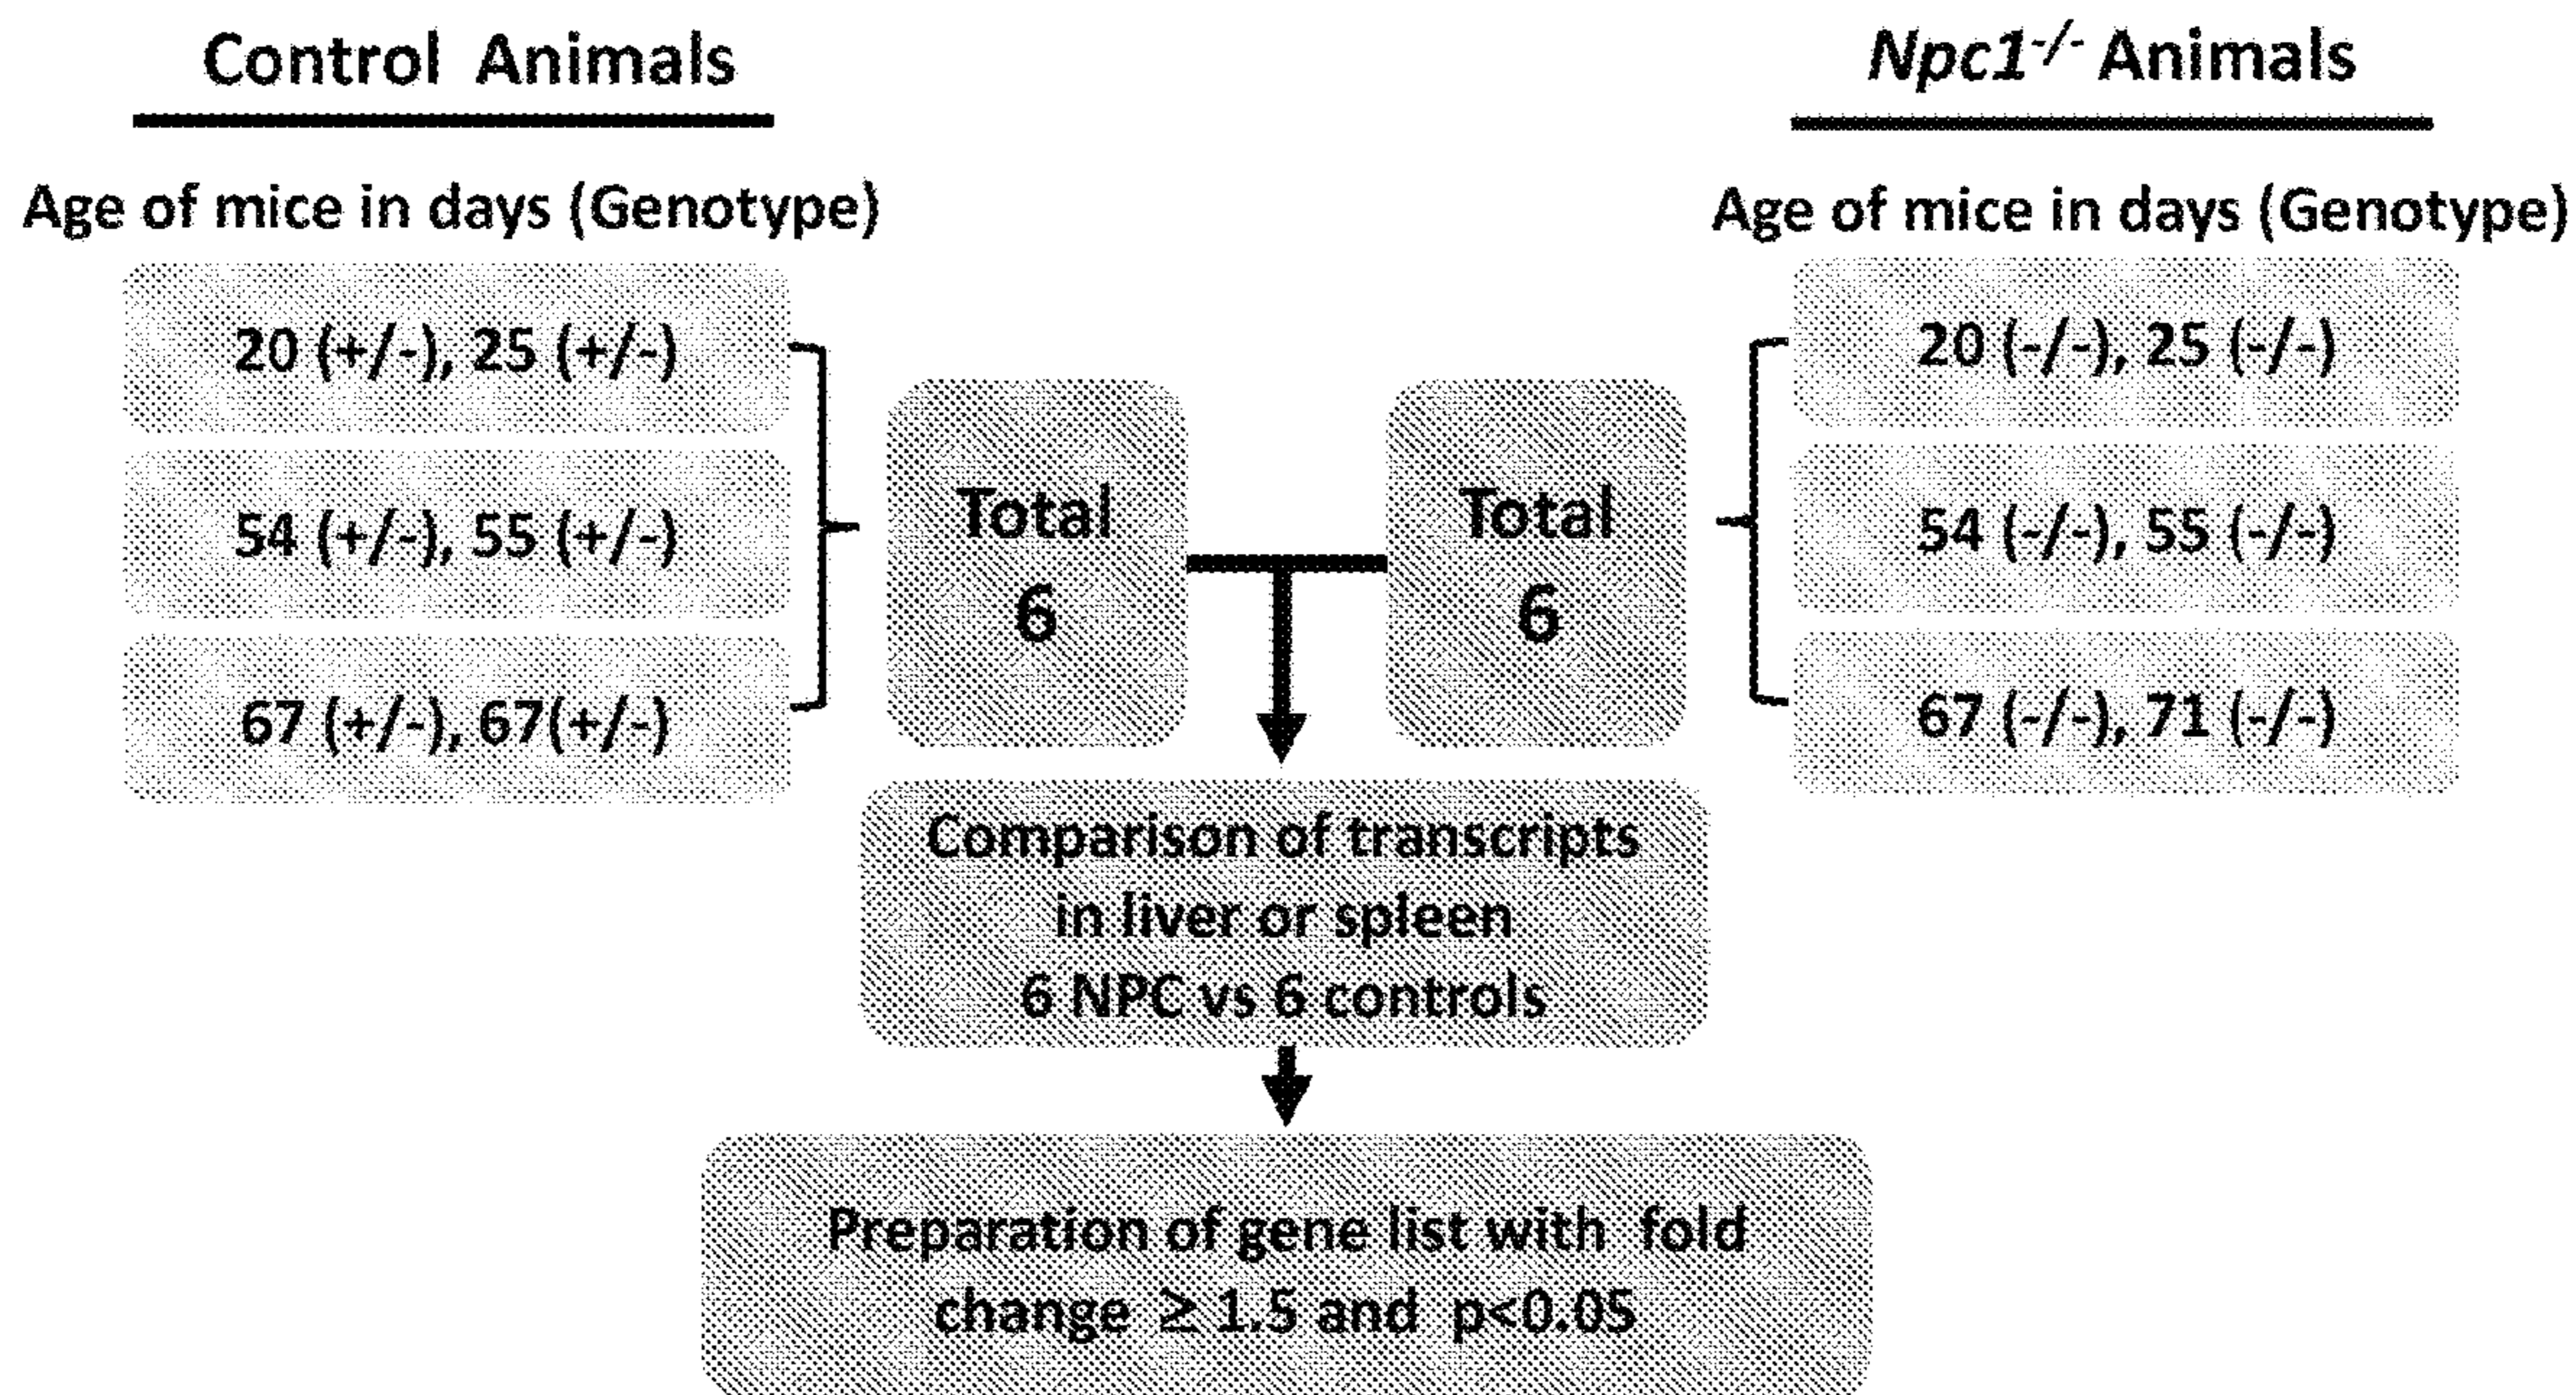 Control Animals
Age of mice in days (Genotype)
20 (+/-), 25 (+/-)
54 (+/-), 55 (+/-)
67 (+/-), 67(+/-)
Total
6
Npc1-/- Animals
Age of mice in days (Genotype)
20 (-/-), 25 (-/-)
54 (-/-), 55 (-/-)
67 (-/-), 71 (-/-)
Total
6
Comparison of transcripts
in liver or spleen
6 NPC vs 6 controls
Preparation of gene list with fold
change ≥ 1.5 and p<0.05